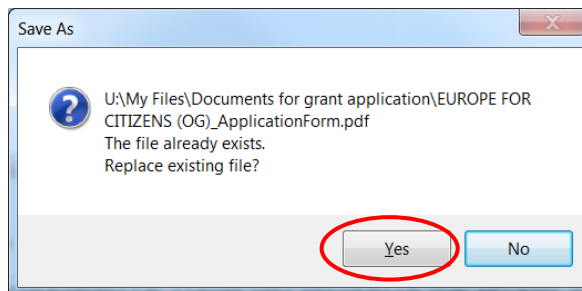 Save As
U:\My Files\Documents for grant application\EUROPE FOR
CITIZENS (OG)_ApplicationForm.pdf
The file already exists.
Replace existing file?
Yes
No